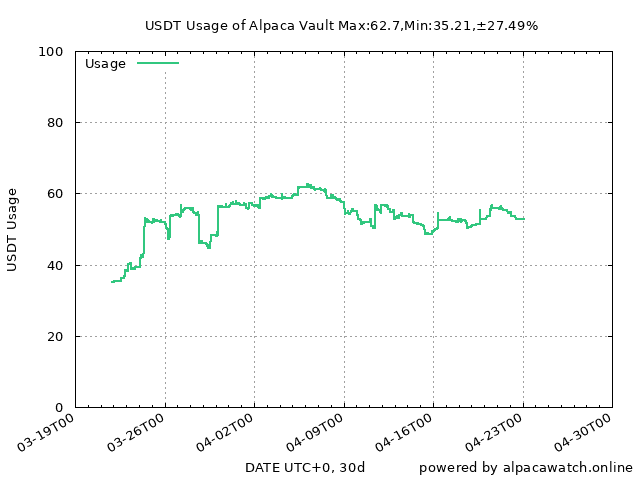 USDT Usage of Alpaca Vault Max:62.7,Min:35.21,±27.49%
Usage
100
80
60
40
20
0
USDT Usage
03-19T00
03-26T00
04-02T00
04-09T00
04-16T00
04-23T00
04-30T00
DATE UTC+0, 30d
powered by alpacawatch.online